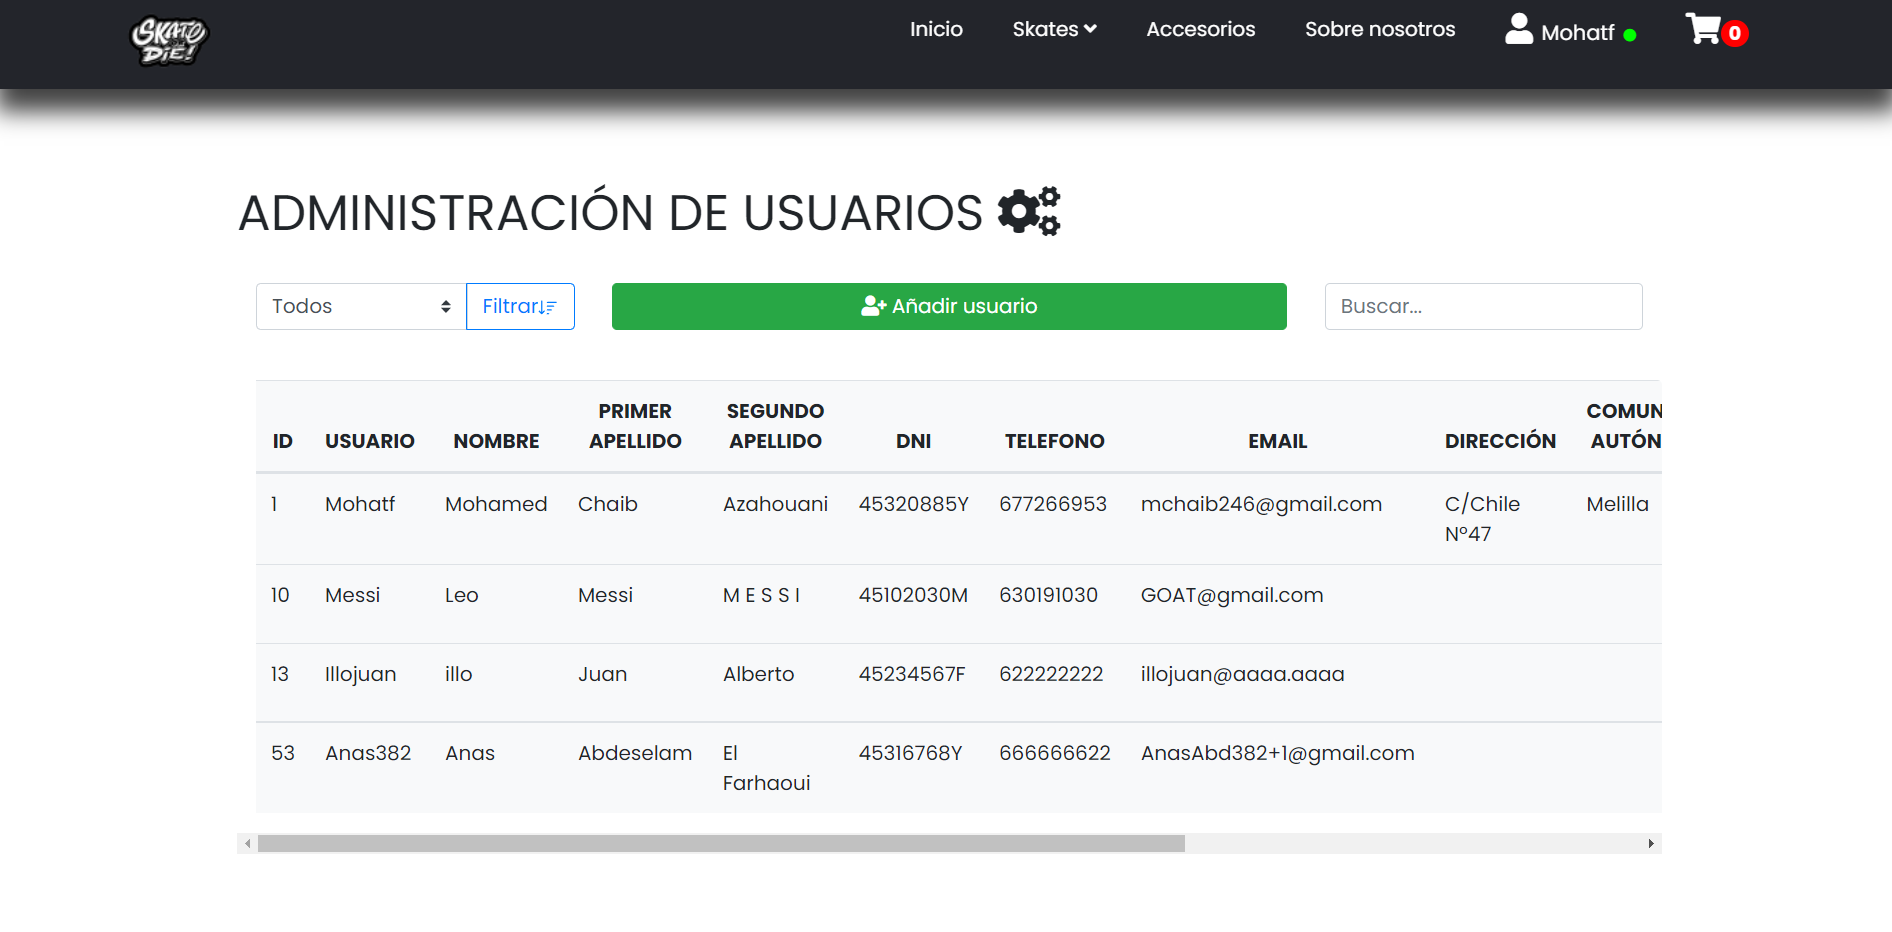 SKATE
OR
DIE!
Inicio Skates Accesorios Sobre nosotros Mohatf 0
ADMINISTRACIÓN DE USUARIOS
Todos Filtrar Añadir usuario Buscar...
ID USUARIO NOMBRE PRIMER APELLIDO SEGUNDO APELLIDO DNI TELEFONO EMAIL DIRECCIÓN COMUN AUTÓN
1 Mohatf Mohamed Chaib Azahouani 45320885Y 677266953 mchaib246@gmail.com C/Chile Nº47 Melilla
10 Messi Leo Messi M E S S I 45102030M 630191030 GOAT@gmail.com
13 Illojuan illo Juan Alberto 45234567F 622222222 illojuan@aaaa.aaaa
53 Anas382 Anas Abdeselam El Farhaoui 45316768Y 666666622 AnasAbd382+1@gmail.com